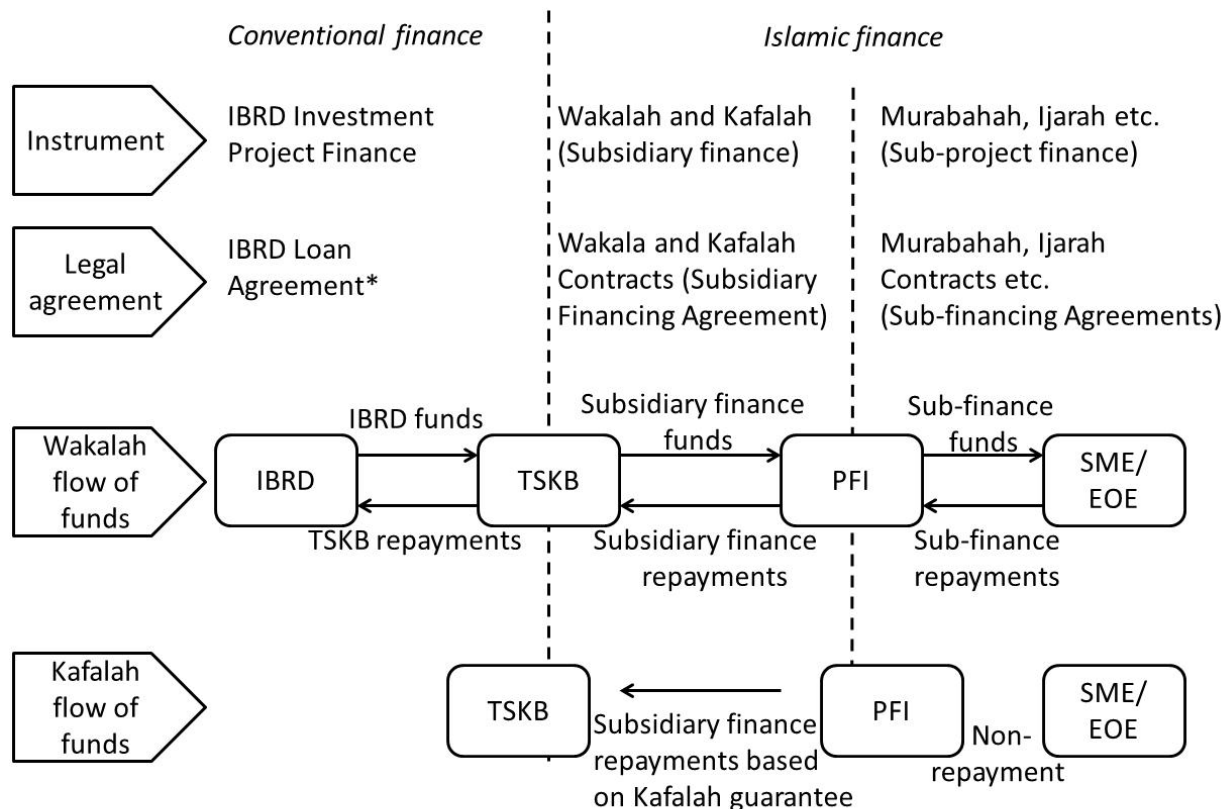 Conventional finance
Islamic finance
Instrument
IBRD Investment
Project Finance
Wakalah and Kafalah
(Subsidiary finance)
Murabahah, Ijarah etc.
(Sub-project finance)
Legal
agreement
IBRD Loan
Agreement*
Wakala and Kafalah
Contracts (Subsidiary
Financing Agreement)
Murabahah, Ijarah
Contracts etc.
(Sub-financing Agreements)
Wakalah
flow of
funds
IBRD
IBRD funds
TSKB repayments
TSKB
Subsidiary finance
funds
Subsidiary finance
repayments
PFI
Sub-finance
funds
Sub-finance
repayments
SME/
EOE
Kafalah
flow of
funds
TSKB
Subsidiary finance
repayments based
on Kafalah guarantee
PFI
Non-
repayment
SME/
EOE